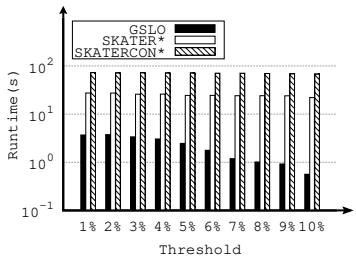 GSLO
SKATER*
SKATERCON*
Runtime(s)
10²
10¹
10⁰
10⁻¹
1% 2% 3% 4% 5% 6% 7% 8% 9% 10%
Threshold